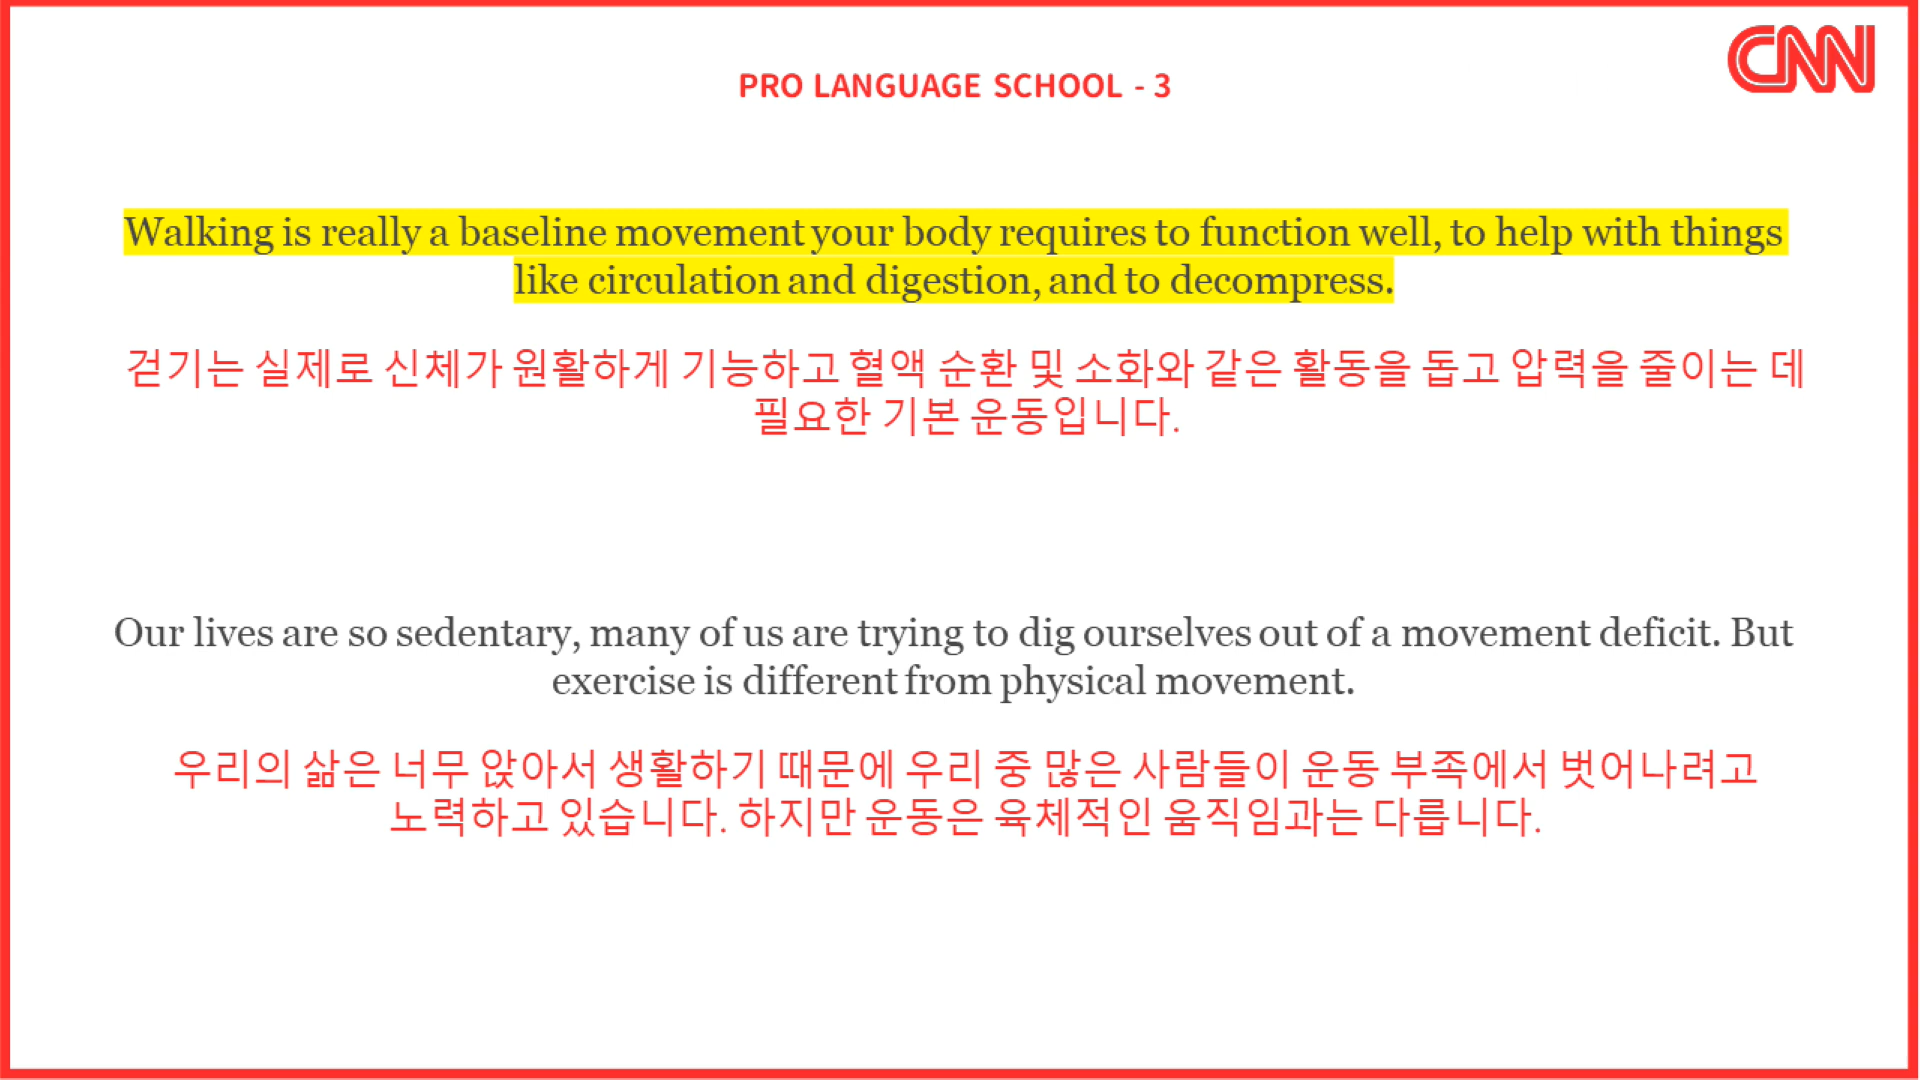 CNN
PRO LANGUAGE SCHOOL - 3
Walking is really a baseline movement your body requires to function well, to help with things
like circulation and digestion, and to decompress.
걷기는 실제로 신체가 원활하게 기능하고 혈액 순환 및 소화와 같은 활동을 돕고 압력을 줄이는 데
필요한 기본 운동입니다.
Our lives are so sedentary, many of us are trying to dig ourselves out of a movement deficit. But
exercise is different from physical movement.
우리의 삶은 너무 앉아서 생활하기 때문에 우리 중 많은 사람들이 운동 부족에서 벗어나려고
노력하고 있습니다. 하지만 운동은 육체적인 움직임과는 다릅니다.